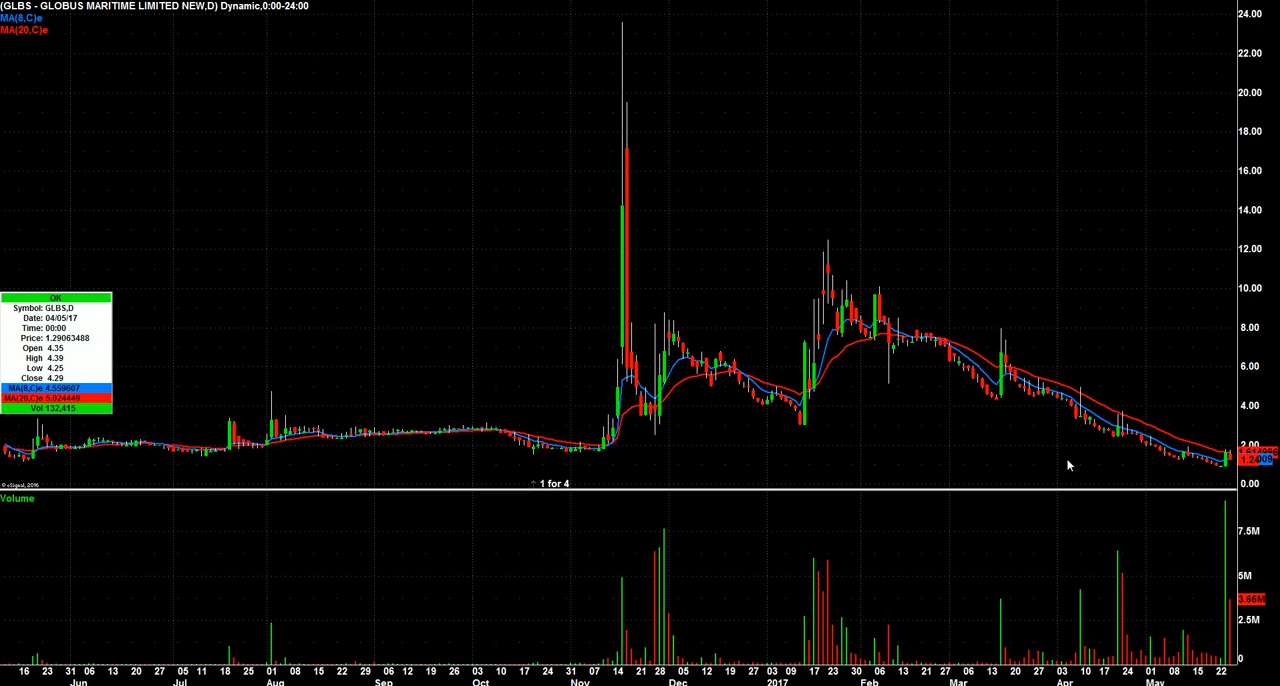 (GLBS - GLOBUS MARITIME LIMITED NEW,D) Dynamic,0:00-24:00
MA(8,C)e
MA(20,C)e
24.00
22.00
20.00
18.00
16.00
14.00
12.00
10.00
8.00
6.00
4.00
2.00
0.00
OK
Symbol: GLBS,D
Date: 04/05/17
Time: 00:00
Price: 1.29063488
Open 4.35
High 4.39
Low 4.25
Close 4.29
MA(8,C)e 4.559607
MA(20,C)e 5.024449
Vol 132,415
© eSignal, 2016
1 for 4
Volume
7.5M
5M
3.66M
2.5M
0
16 23 31 06 13 20 27 05 11 18 25 01 08 15 22 29 06 12 19 26 03 10 17 24 31 07 14 21 28 05 12 19 27 03 09 17 23 30 06 13 21 27 06 13 20 27 03 10 17 24 01 08 15 22
Jun Jul Aug Sep Oct Nov Dec 2017 Feb Mar Apr May